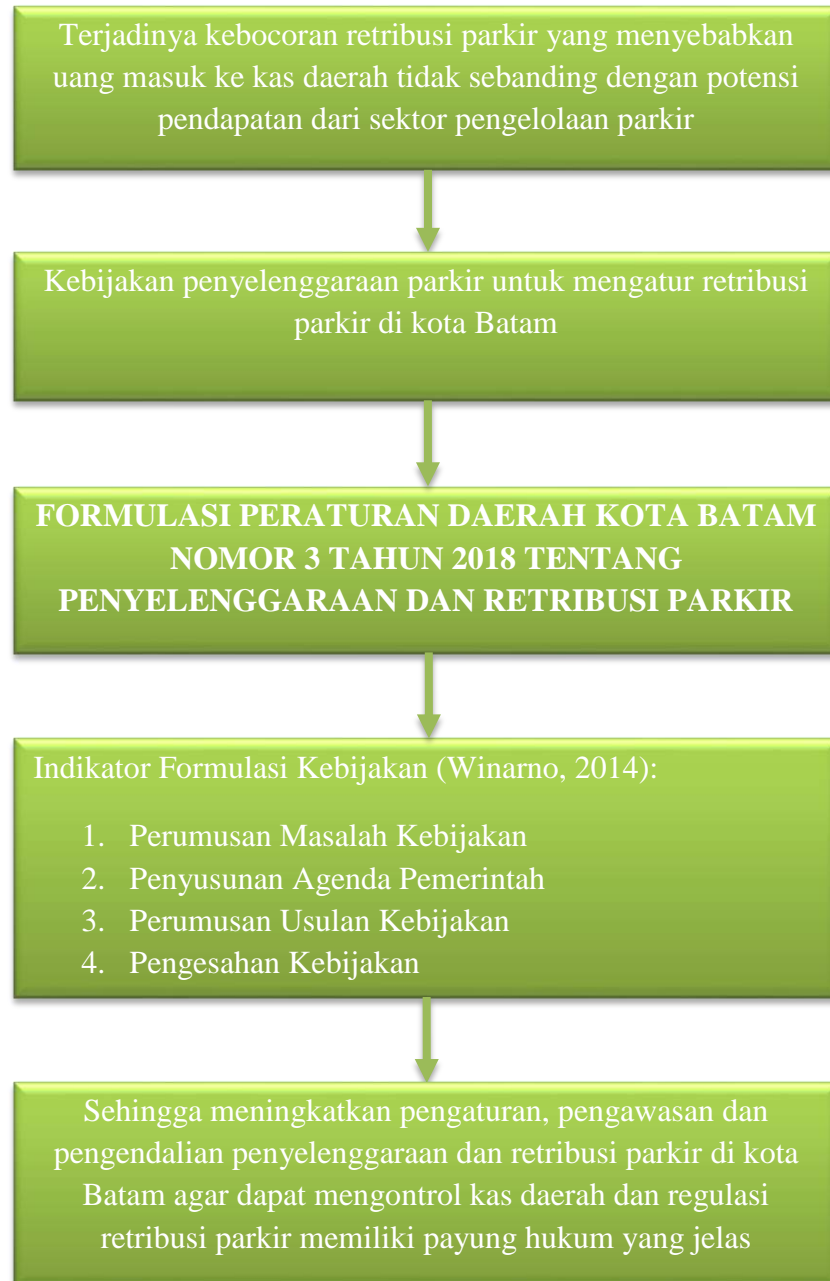 Terjadinya kebocoran retribusi parkir yang menyebabkan
uang masuk ke kas daerah tidak sebanding dengan potensi
pendapatan dari sektor pengelolaan parkir
Kebijakan penyelenggaraan parkir untuk mengatur retribusi
parkir di kota Batam
FORMULASI PERATURAN DAERAH KOTA BATAM
NOMOR 3 TAHUN 2018 TENTANG
PENYELENGGARAAN DAN RETRIBUSI PARKIR
Indikator Formulasi Kebijakan (Winarno, 2014):
1. Perumusan Masalah Kebijakan
2. Penyusunan Agenda Pemerintah
3. Perumusan Usulan Kebijakan
4. Pengesahan Kebijakan
Sehingga meningkatkan pengaturan, pengawasan dan
pengendalian penyelenggaraan dan retribusi parkir di kota
Batam agar dapat mengontrol kas daerah dan regulasi
retribusi parkir memiliki payung hukum yang jelas